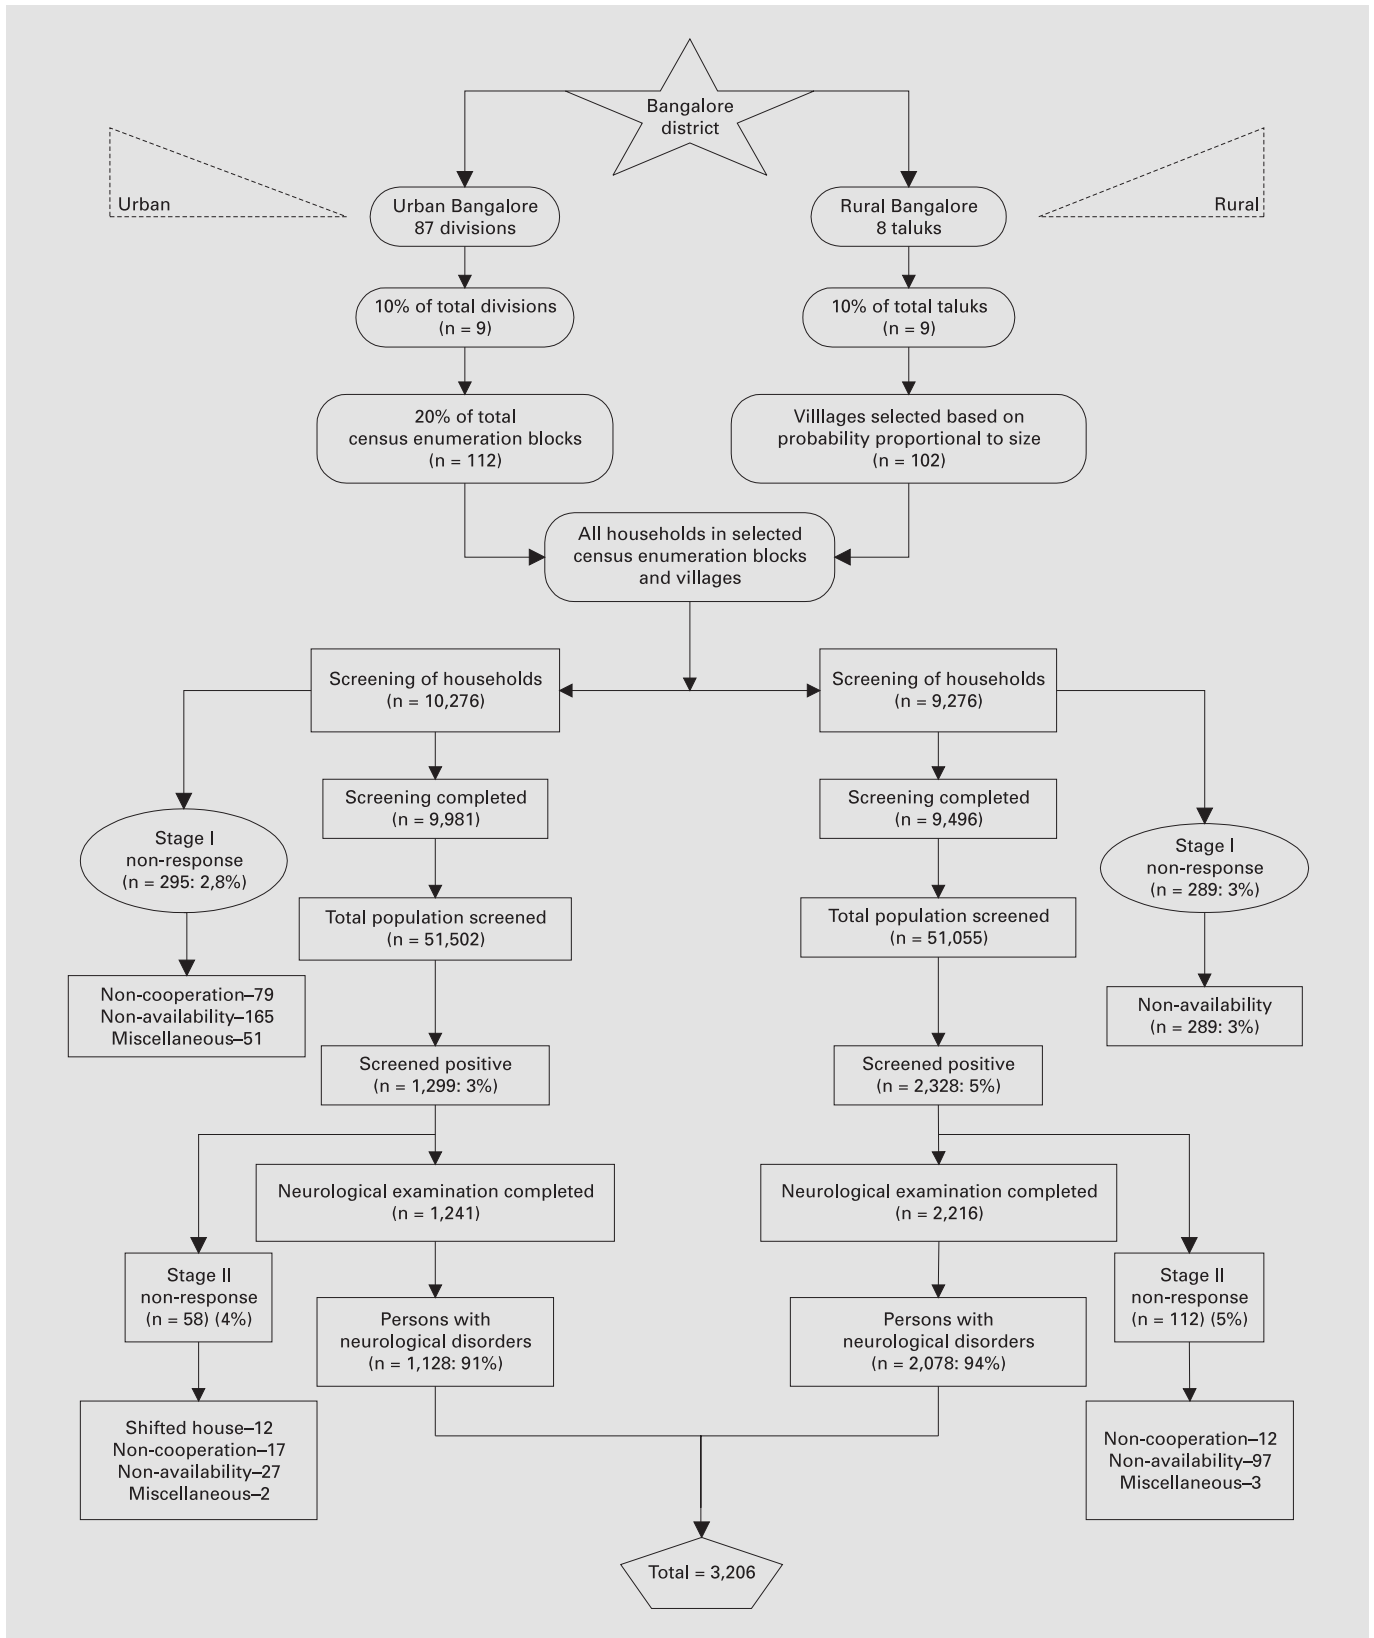 Bangalore
district
Urban
Rural
Urban Bangalore
87 divisions
Rural Bangalore
8 taluks
10% of total divisions
(n = 9)
10% of total taluks
(n = 9)
20% of total
census enumeration blocks
(n = 112)
Villlages selected based on
probability proportional to size
(n = 102)
All households in selected
census enumeration blocks
and villages
Screening of households
(n = 10,276)
Screening of households
(n = 9,276)
Screening completed
(n = 9,981)
Screening completed
(n = 9,496)
Stage I
non-response
(n = 295: 2,8%)
Stage I
non-response
(n = 289: 3%)
Total population screened
(n = 51,502)
Total population screened
(n = 51,055)
Non-cooperation–79
Non-availability–165
Miscellaneous–51
Non-availability
(n = 289: 3%)
Screened positive
(n = 1,299: 3%)
Screened positive
(n = 2,328: 5%)
Neurological examination completed
(n = 1,241)
Neurological examination completed
(n = 2,216)
Stage II
non-response
(n = 58) (4%)
Persons with
neurological disorders
(n = 1,128: 91%)
Persons with
neurological disorders
(n = 2,078: 94%)
Stage II
non-response
(n = 112) (5%)
Shifted house–12
Non-cooperation–17
Non-availability–27
Miscellaneous–2
Non-cooperation–12
Non-availability–97
Miscellaneous–3
Total = 3,206